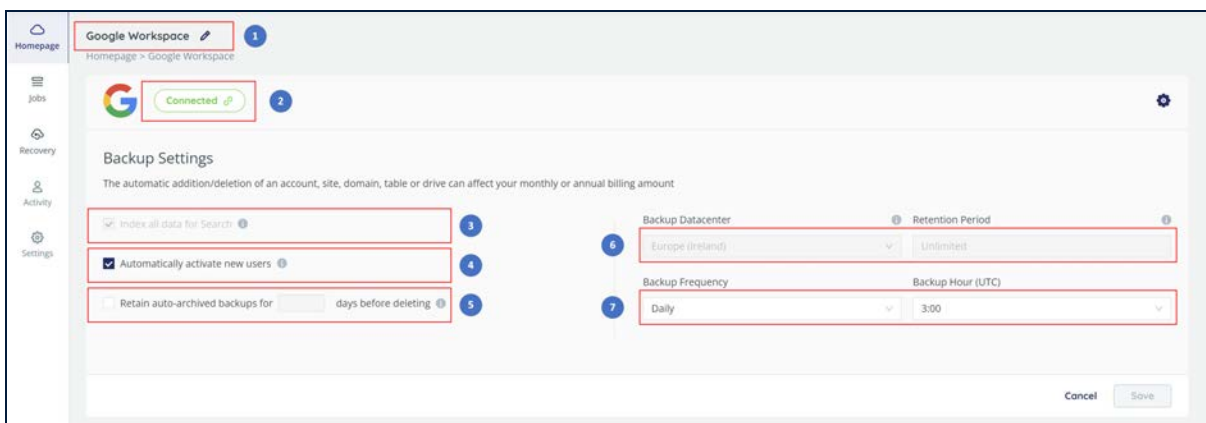 Homepage
Jobs
Recovery
Activity
Settings
Google Workspace
1
Homepage > Google Workspace
Connected
2
Backup Settings
The automatic addition/deletion of an account, site, domain, table or drive can affect your monthly or annual billing amount
Index all data for Search
3
Automatically activate new users
4
Retain auto-archived backups for days before deleting
5
Backup Datacenter Retention Period
6
Europe (Ireland) Unlimited
Backup Frequency Backup Hour (UTC)
7
Daily 3:00
Cancel Save